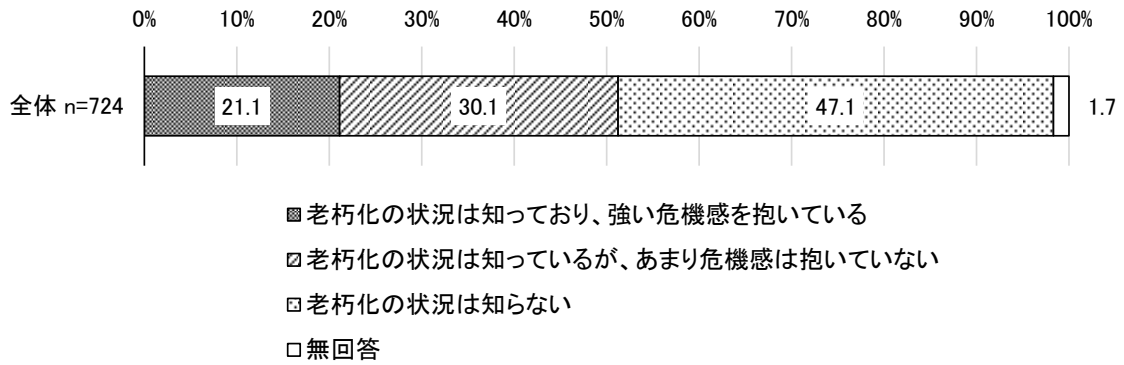 0% 10% 20% 30% 40% 50% 60% 70% 80% 90% 100%
全体 n=724 21.1 30.1 47.1 1.7
老朽化の状況は知っており、強い危機感を抱いている
老朽化の状況は知っているが、あまり危機感は抱いていない
老朽化の状況は知らない
無回答